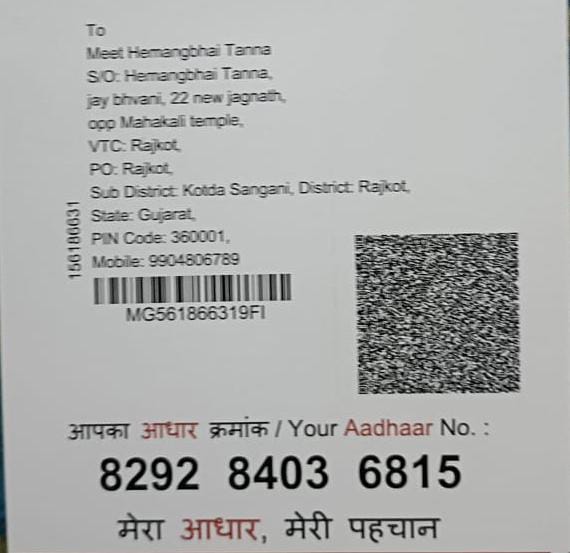 To
Meet Hemangbhai Tanna
S/O: Hemangbhai Tanna,
jay bhvani, 22 new jagnath,
opp Mahakali temple,
VTC: Rajkot,
PO: Rajkot,
Sub District: Kotda Sangani, District: Rajkot,
State: Gujarat,
PIN Code: 360001,
Mobile: 9904806789
156186631
MG561866319FI
आपका आधार क्रमांक / Your Aadhaar No. :
8292 8403 6815
मेरा आधार, मेरी पहचान